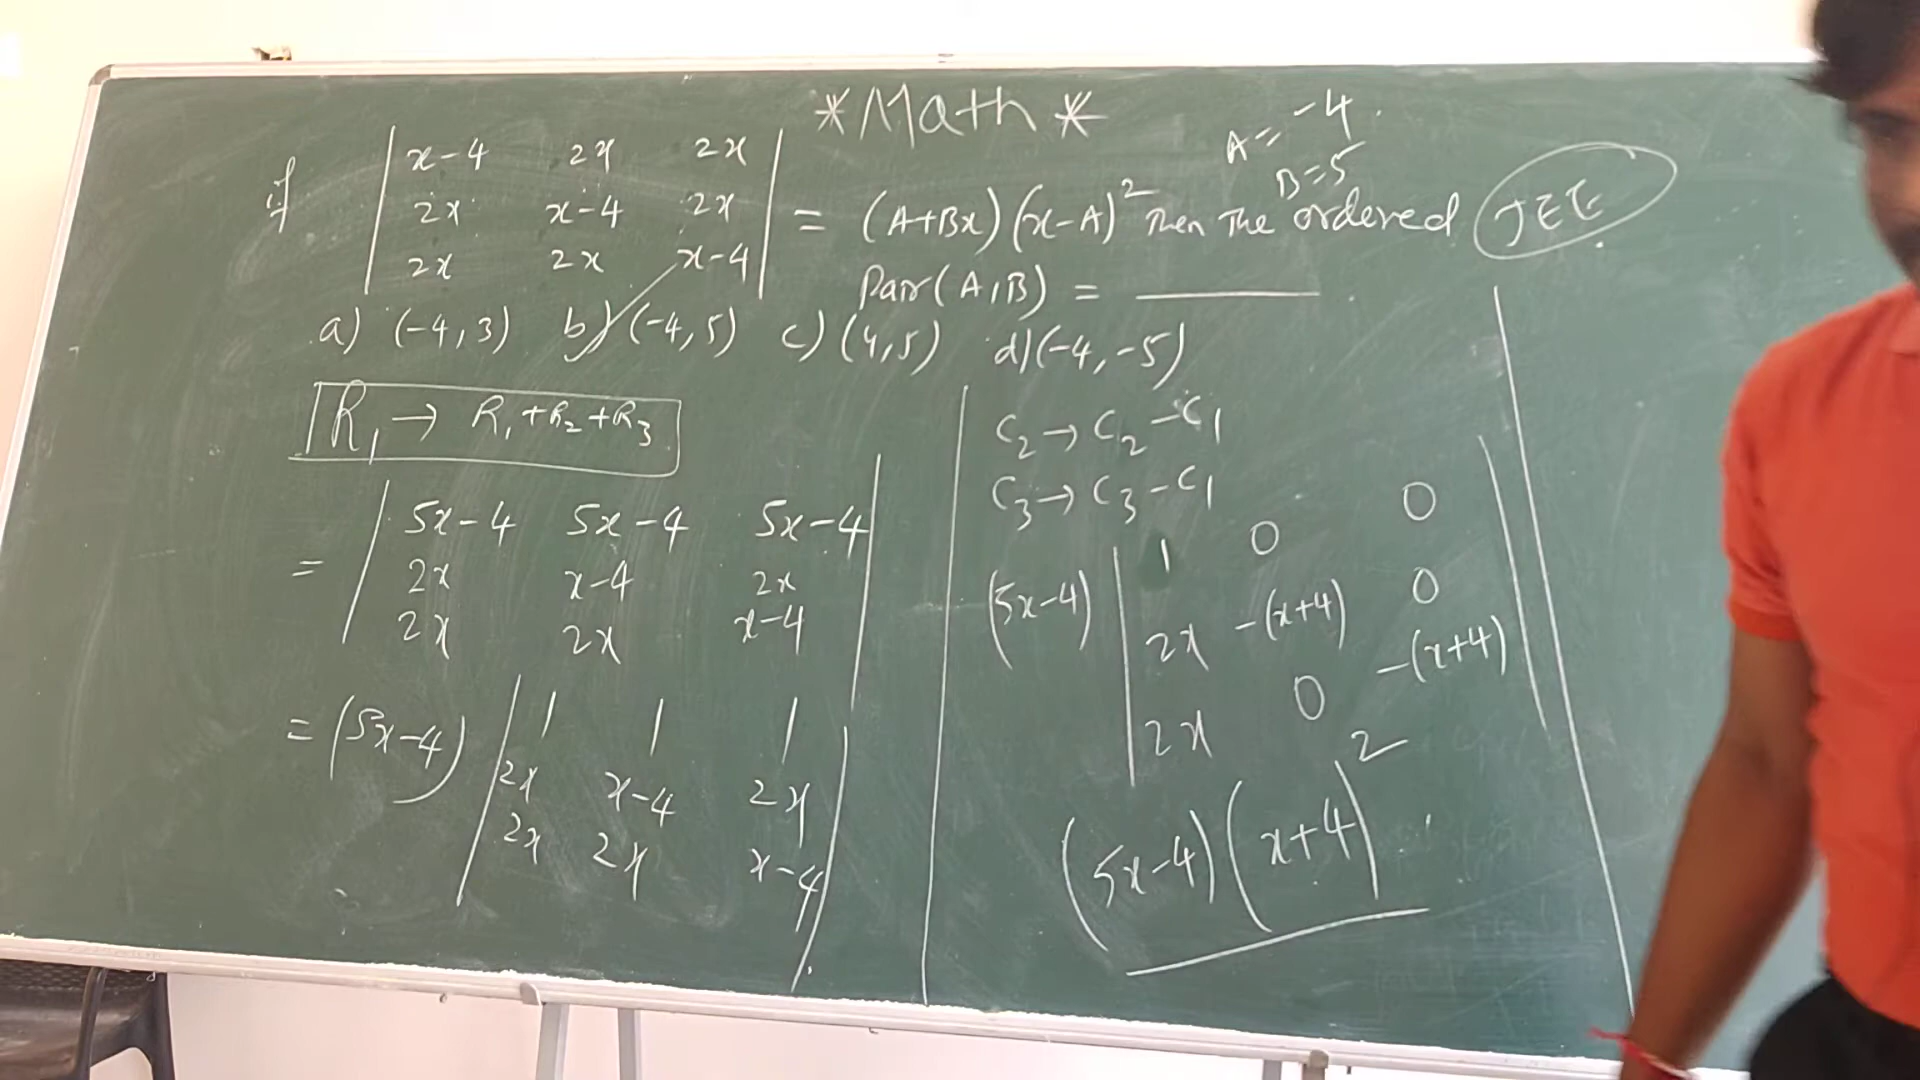 *Math*
A = -4
B = 5
if | x-4 2x 2x |
| 2x x-4 2x | = (A+Bx)(x-A)² Then The ordered JEE
| 2x 2x x-4 |
Pair (A,B) = ______
a) (-4,3) b) (-4,5) c) (4,5) d) (-4,-5)
R₁ → R₁+R₂+R₃
= | 5x-4 5x-4 5x-4 |
| 2x x-4 2x |
| 2x 2x x-4 |
= (5x-4) | 1 1 1 |
| 2x x-4 2x |
| 2x 2x x-4 |
C₂ → C₂-C₁
C₃ → C₃-C₁
(5x-4) | 1 0 0 |
| 2x -(x+4) 0 |
| 2x 0 -(x+4) |
(5x-4)(x+4)²